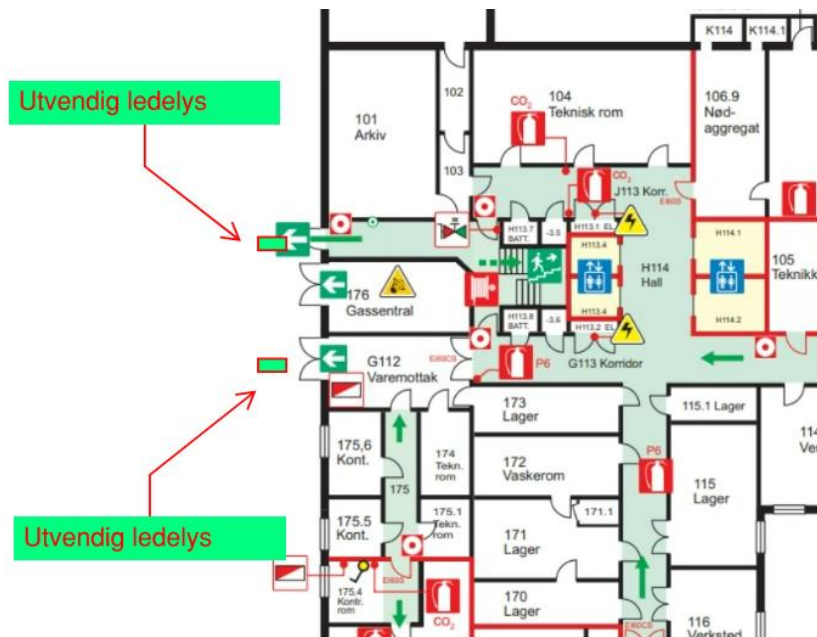 K114
K114.1
Utvendig ledelys
102
CO2
104
Teknisk rom
106.9
Nød-
aggregat
101
Arkiv
103
CO2
J113 Korr.
EI60S
H113.7
BATT.
-3.5
H113.1 EL.
H113.4
H114.1
H114
Hall
105
Teknikk
176
Gassentral
H113.4
H114.2
H113.8
BATT.
-3.6
H113.2 EL
G112
Varemottak
EI60CS
P6
G113 Korridor
173
Lager
115.1 Lager
175,6
Kont.
174
Tekn.
rom
172
Vaskerom
P6
115
Lager
175
175.5
Kont.
175.1
Tekn.
rom
171.1
171
Lager
Utvendig ledelys
175.4
Kontr.
rom
EI60S
CO2
170
Lager
EI60CS
116
Verksted